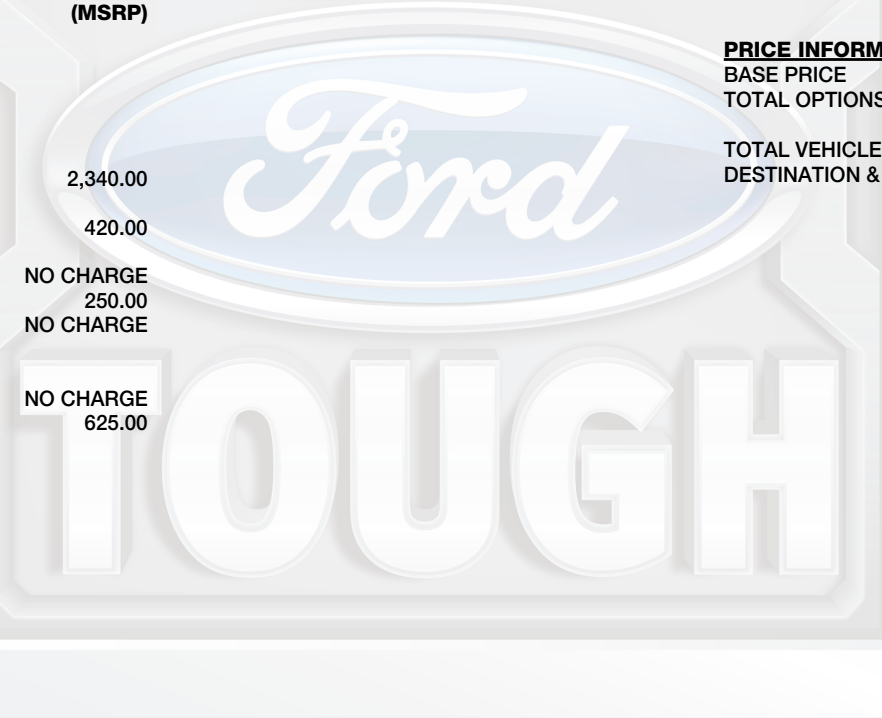 (MSRP)
2,340.00
420.00
NO CHARGE
250.00
NO CHARGE
NO CHARGE
625.00
PRICE INFORM
BASE PRICE
TOTAL OPTIONS
TOTAL VEHICLE
DESTINATION &
Ford
TOUGH